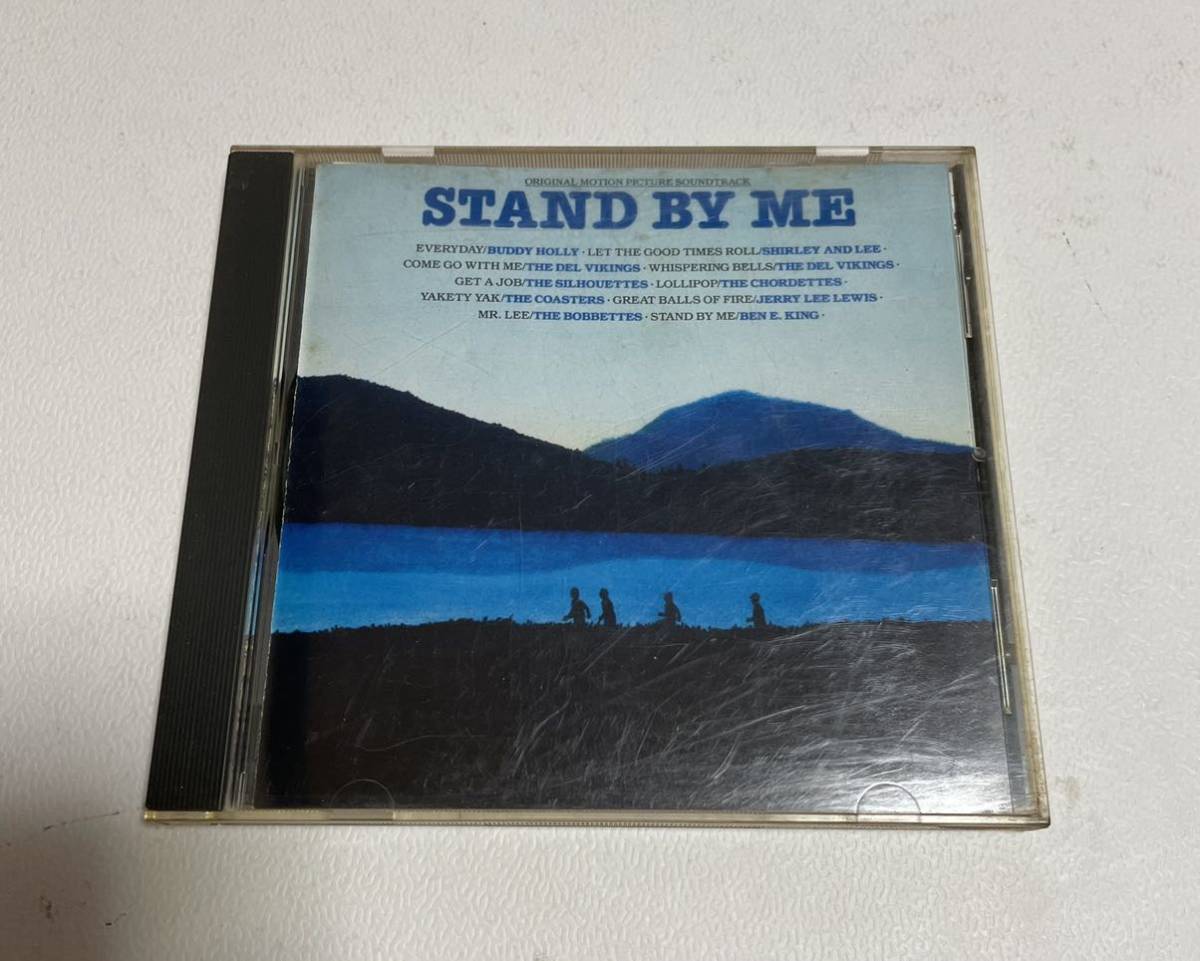 ORIGINAL MOTION PICTURE SOUNDTRACK
STAND BY ME
EVERYDAY/BUDDY HOLLY · LET THE GOOD TIMES ROLL/SHIRLEY AND LEE ·
COME GO WITH ME/THE DEL VIKINGS · WHISPERING BELLS/THE DEL VIKINGS ·
GET A JOB/THE SILHOUETTES · LOLLIPOP/THE CHORDETTES ·
YAKETY YAK/THE COASTERS · GREAT BALLS OF FIRE/JERRY LEE LEWIS ·
MR. LEE/THE BOBBETTES · STAND BY ME/BEN E. KING ·